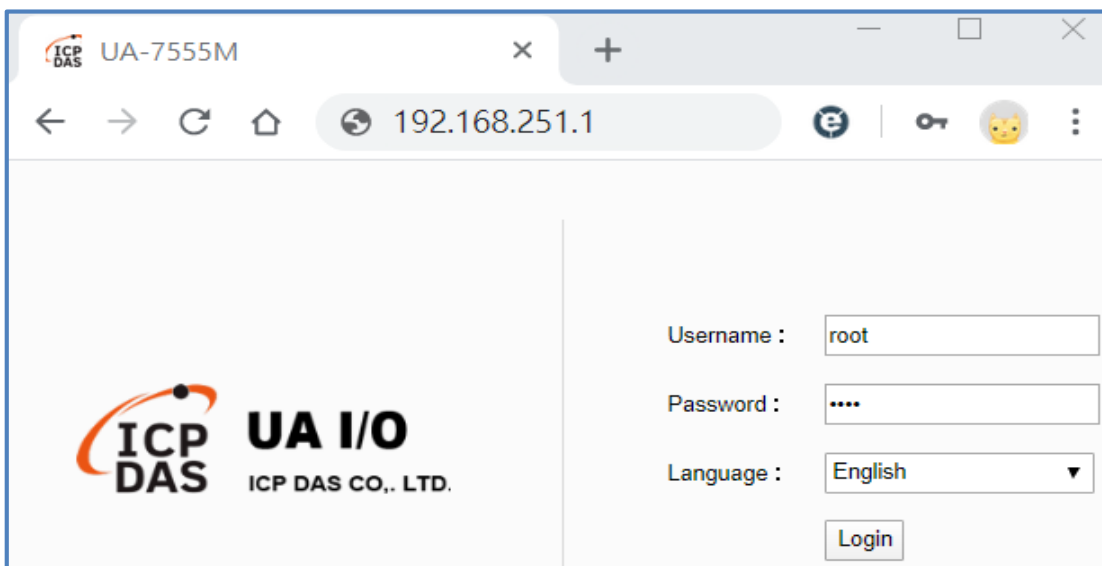 ICP DAS UA-7555M
192.168.251.1
Username :
root
Password :
••••
ICP DAS
UA I/O
ICP DAS CO,. LTD.
Language :
English
Login